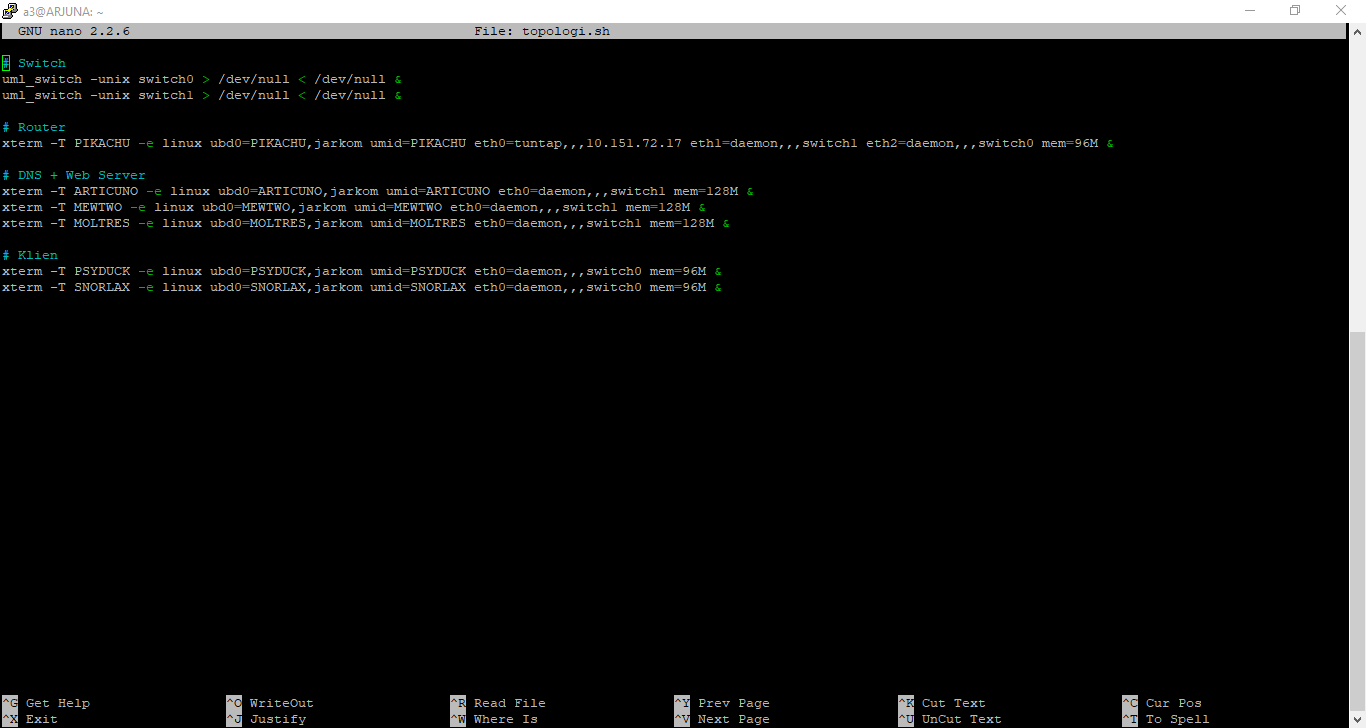 a3@ARJUNA: ~
GNU nano 2.2.6 File: topologi.sh
# Switch
uml_switch -unix switch0 > /dev/null < /dev/null &
uml_switch -unix switch1 > /dev/null < /dev/null &
# Router
xterm -T PIKACHU -e linux ubd0=PIKACHU,jarkom umid=PIKACHU eth0=tuntap,,,10.151.72.17 eth1=daemon,,,switch1 eth2=daemon,,,switch0 mem=96M &
# DNS + Web Server
xterm -T ARTICUNO -e linux ubd0=ARTICUNO,jarkom umid=ARTICUNO eth0=daemon,,,switch1 mem=128M &
xterm -T MEWTWO -e linux ubd0=MEWTWO,jarkom umid=MEWTWO eth0=daemon,,,switch1 mem=128M &
xterm -T MOLTRES -e linux ubd0=MOLTRES,jarkom umid=MOLTRES eth0=daemon,,,switch1 mem=128M &
# Klien
xterm -T PSYDUCK -e linux ubd0=PSYDUCK,jarkom umid=PSYDUCK eth0=daemon,,,switch0 mem=96M &
xterm -T SNORLAX -e linux ubd0=SNORLAX,jarkom umid=SNORLAX eth0=daemon,,,switch0 mem=96M &
^G Get Help ^O WriteOut ^R Read File ^Y Prev Page ^K Cut Text ^C Cur Pos
^X Exit ^J Justify ^W Where Is ^V Next Page ^U UnCut Text ^T To Spell